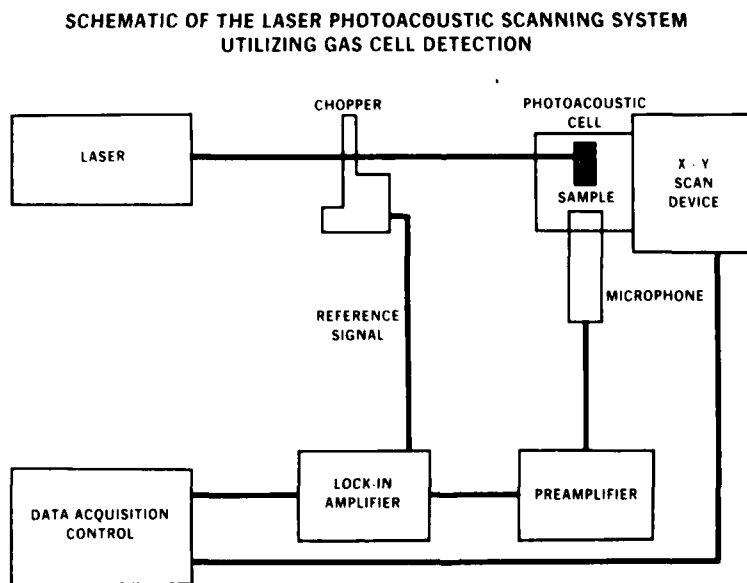 SCHEMATIC OF THE LASER PHOTOACOUSTIC SCANNING SYSTEM
UTILIZING GAS CELL DETECTION
CHOPPER
PHOTOACOUSTIC
CELL
LASER
X - Y
SCAN
DEVICE
SAMPLE
MICROPHONE
REFERENCE
SIGNAL
LOCK-IN
AMPLIFIER
PREAMPLIFIER
DATA ACQUISITION
CONTROL